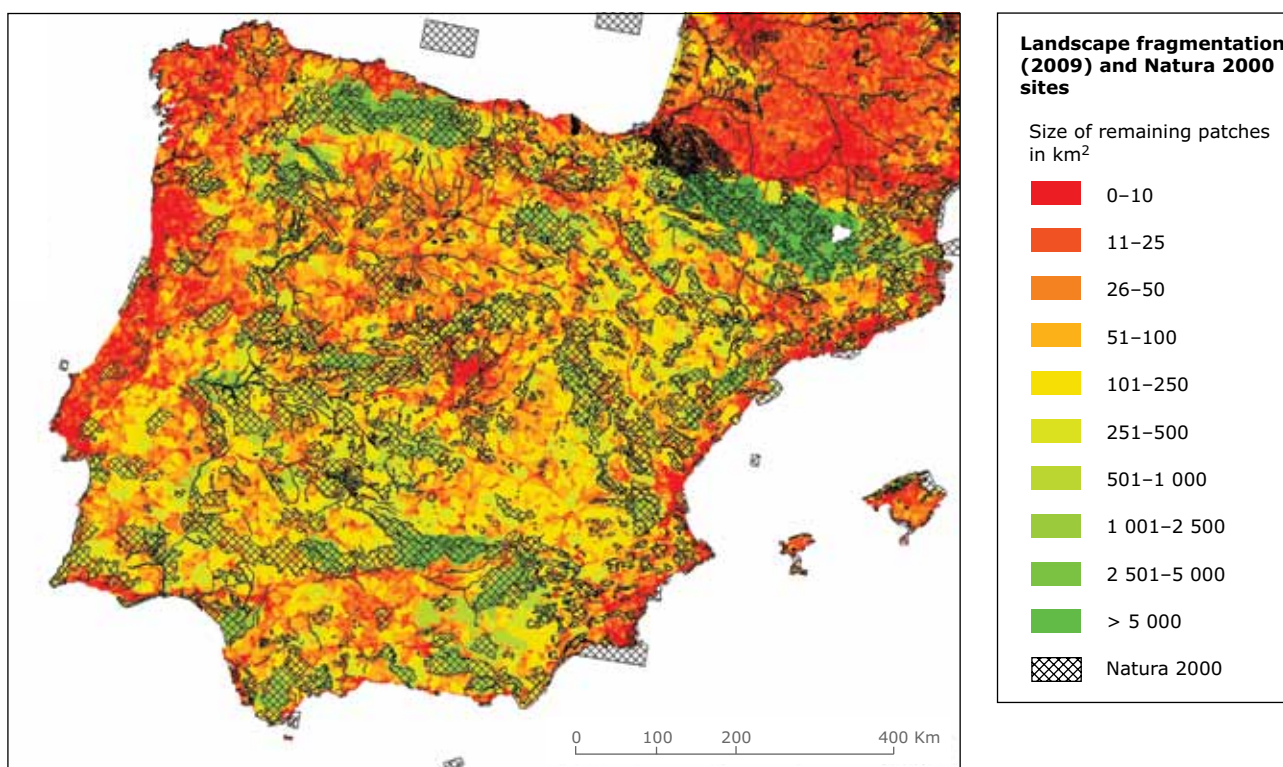 Landscape fragmentation
(2009) and Natura 2000
sites
Size of remaining patches
in km²
0–10
11–25
26–50
51–100
101–250
251–500
501–1 000
1 001–2 500
2 501–5 000
> 5 000
Natura 2000
0 100 200 400 Km